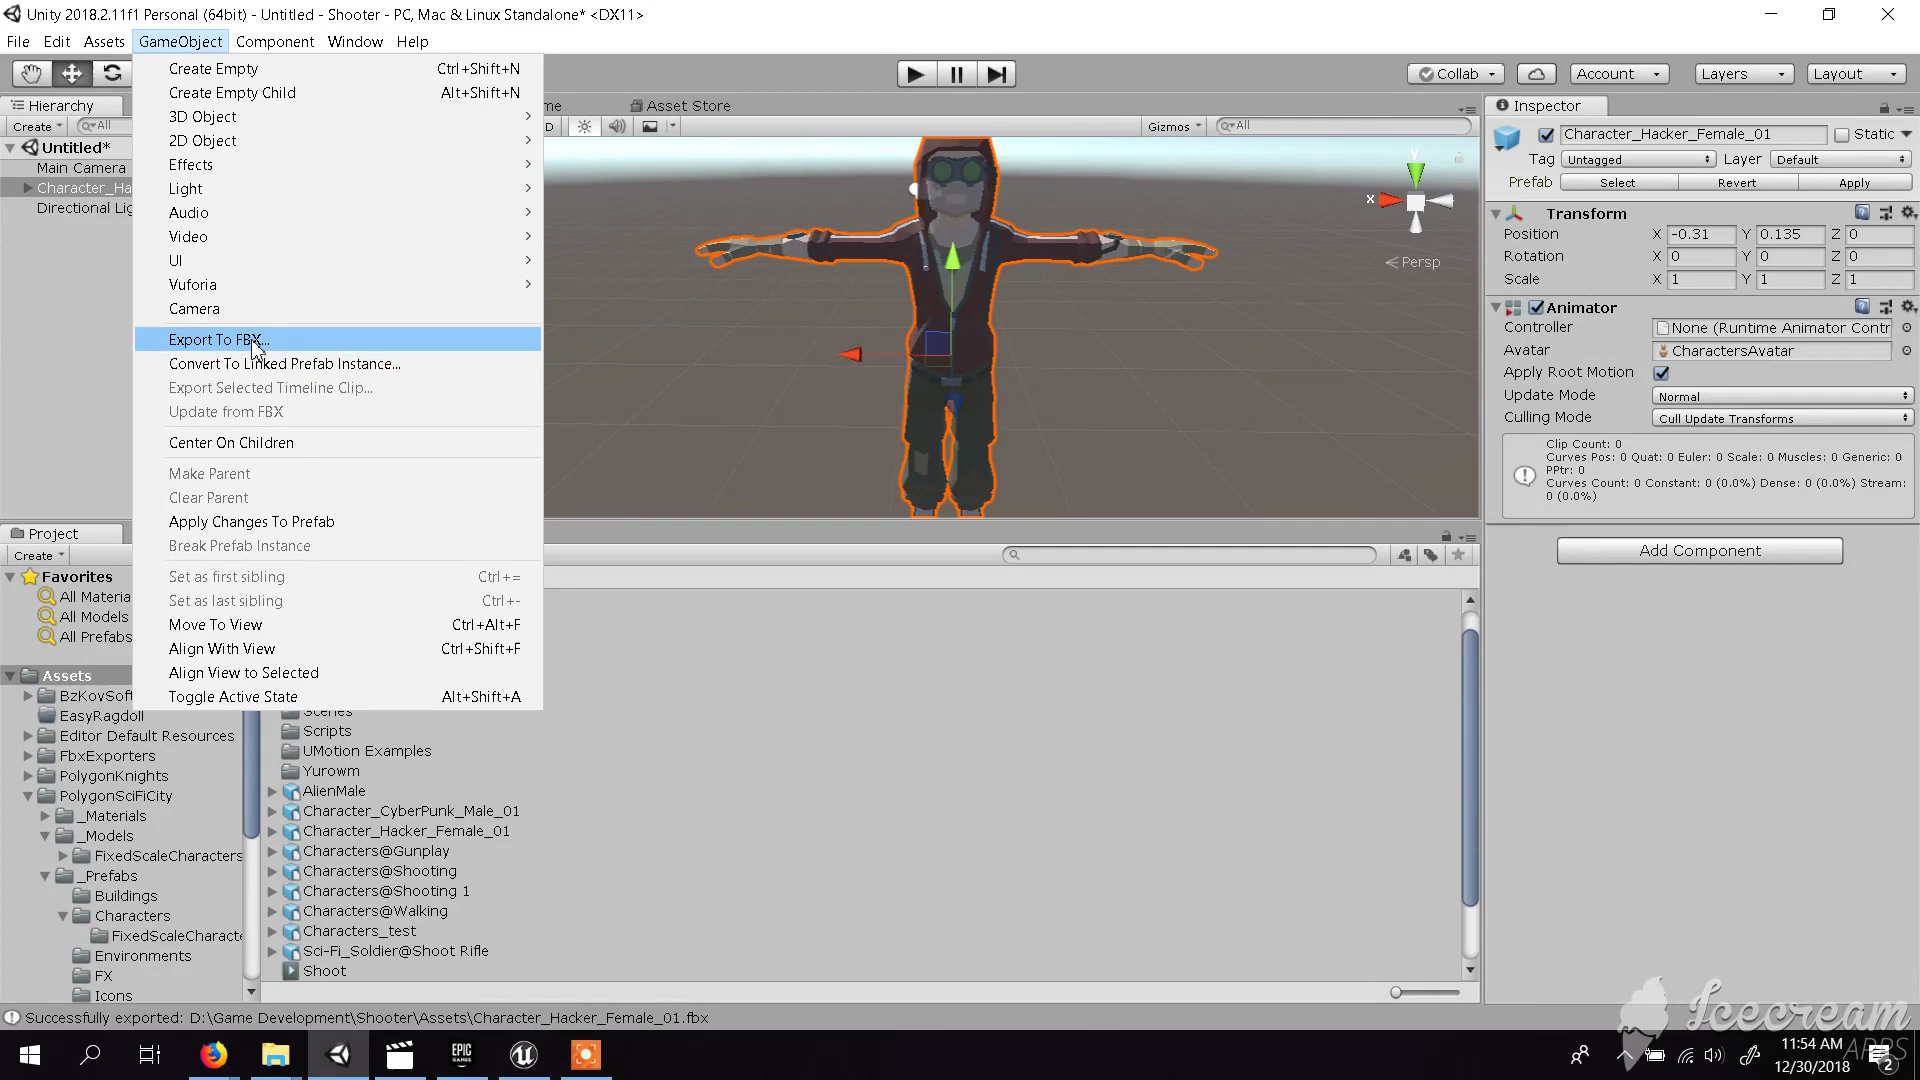 Unity 2018.2.11f1 Personal (64bit) - Untitled - Shooter - PC, Mac & Linux Standalone* <DX11>
File Edit Assets GameObject Component Window Help
Collab Account Layers Layout
Create Empty Ctrl+Shift+N
Create Empty Child Alt+Shift+N
3D Object
2D Object
Effects
Light
Audio
Video
UI
Vuforia
Camera
Export To FBX...
Convert To Linked Prefab Instance...
Export Selected Timeline Clip...
Update from FBX
Center On Children
Make Parent
Clear Parent
Apply Changes To Prefab
Break Prefab Instance
Set as first sibling Ctrl+=
Set as last sibling Ctrl+-
Move To View Ctrl+Alt+F
Align With View Ctrl+Shift+F
Align View to Selected
Toggle Active State Alt+Shift+A
Hierarchy
Create All
Untitled*
Main Camera
Character_Ha
Directional Lig
me Asset Store
D Gizmos All
y
x
Persp
Inspector
Character_Hacker_Female_01 Static
Tag Untagged Layer Default
Prefab Select Revert Apply
Transform
Position X -0.31 Y 0.135 Z 0
Rotation X 0 Y 0 Z 0
Scale X 1 Y 1 Z 1
Animator
Controller None (Runtime Animator Contr
Avatar CharactersAvatar
Apply Root Motion
Update Mode Normal
Culling Mode Cull Update Transforms
Clip Count: 0
Curves Pos: 0 Quat: 0 Euler: 0 Scale: 0 Muscles: 0 Generic: 0
PPtr: 0
Curves Count: 0 Constant: 0 (0.0%) Dense: 0 (0.0%) Stream:
0 (0.0%)
Add Component
Project
Create
Favorites
All Materia
All Models
All Prefabs
Assets
BzKovSoft
EasyRagdoll
Editor Default Resources
FbxExporters
PolygonKnights
PolygonSciFiCity
_Materials
_Models
FixedScaleCharacters
_Prefabs
Buildings
Characters
FixedScaleCharacte
Environments
FX
Icons
Scenes
Scripts
UMotion Examples
Yurowm
AlienMale
Character_CyberPunk_Male_01
Character_Hacker_Female_01
Characters@Gunplay
Characters@Shooting
Characters@Shooting 1
Characters@Walking
Characters_test
Sci-Fi_Soldier@Shoot Rifle
Shoot
Successfully exported: D:\Game Development\Shooter\Assets\Character_Hacker_Female_01.fbx
EPIC
GAMES
11:54 AM
12/30/2018
2
Icecream
APPS